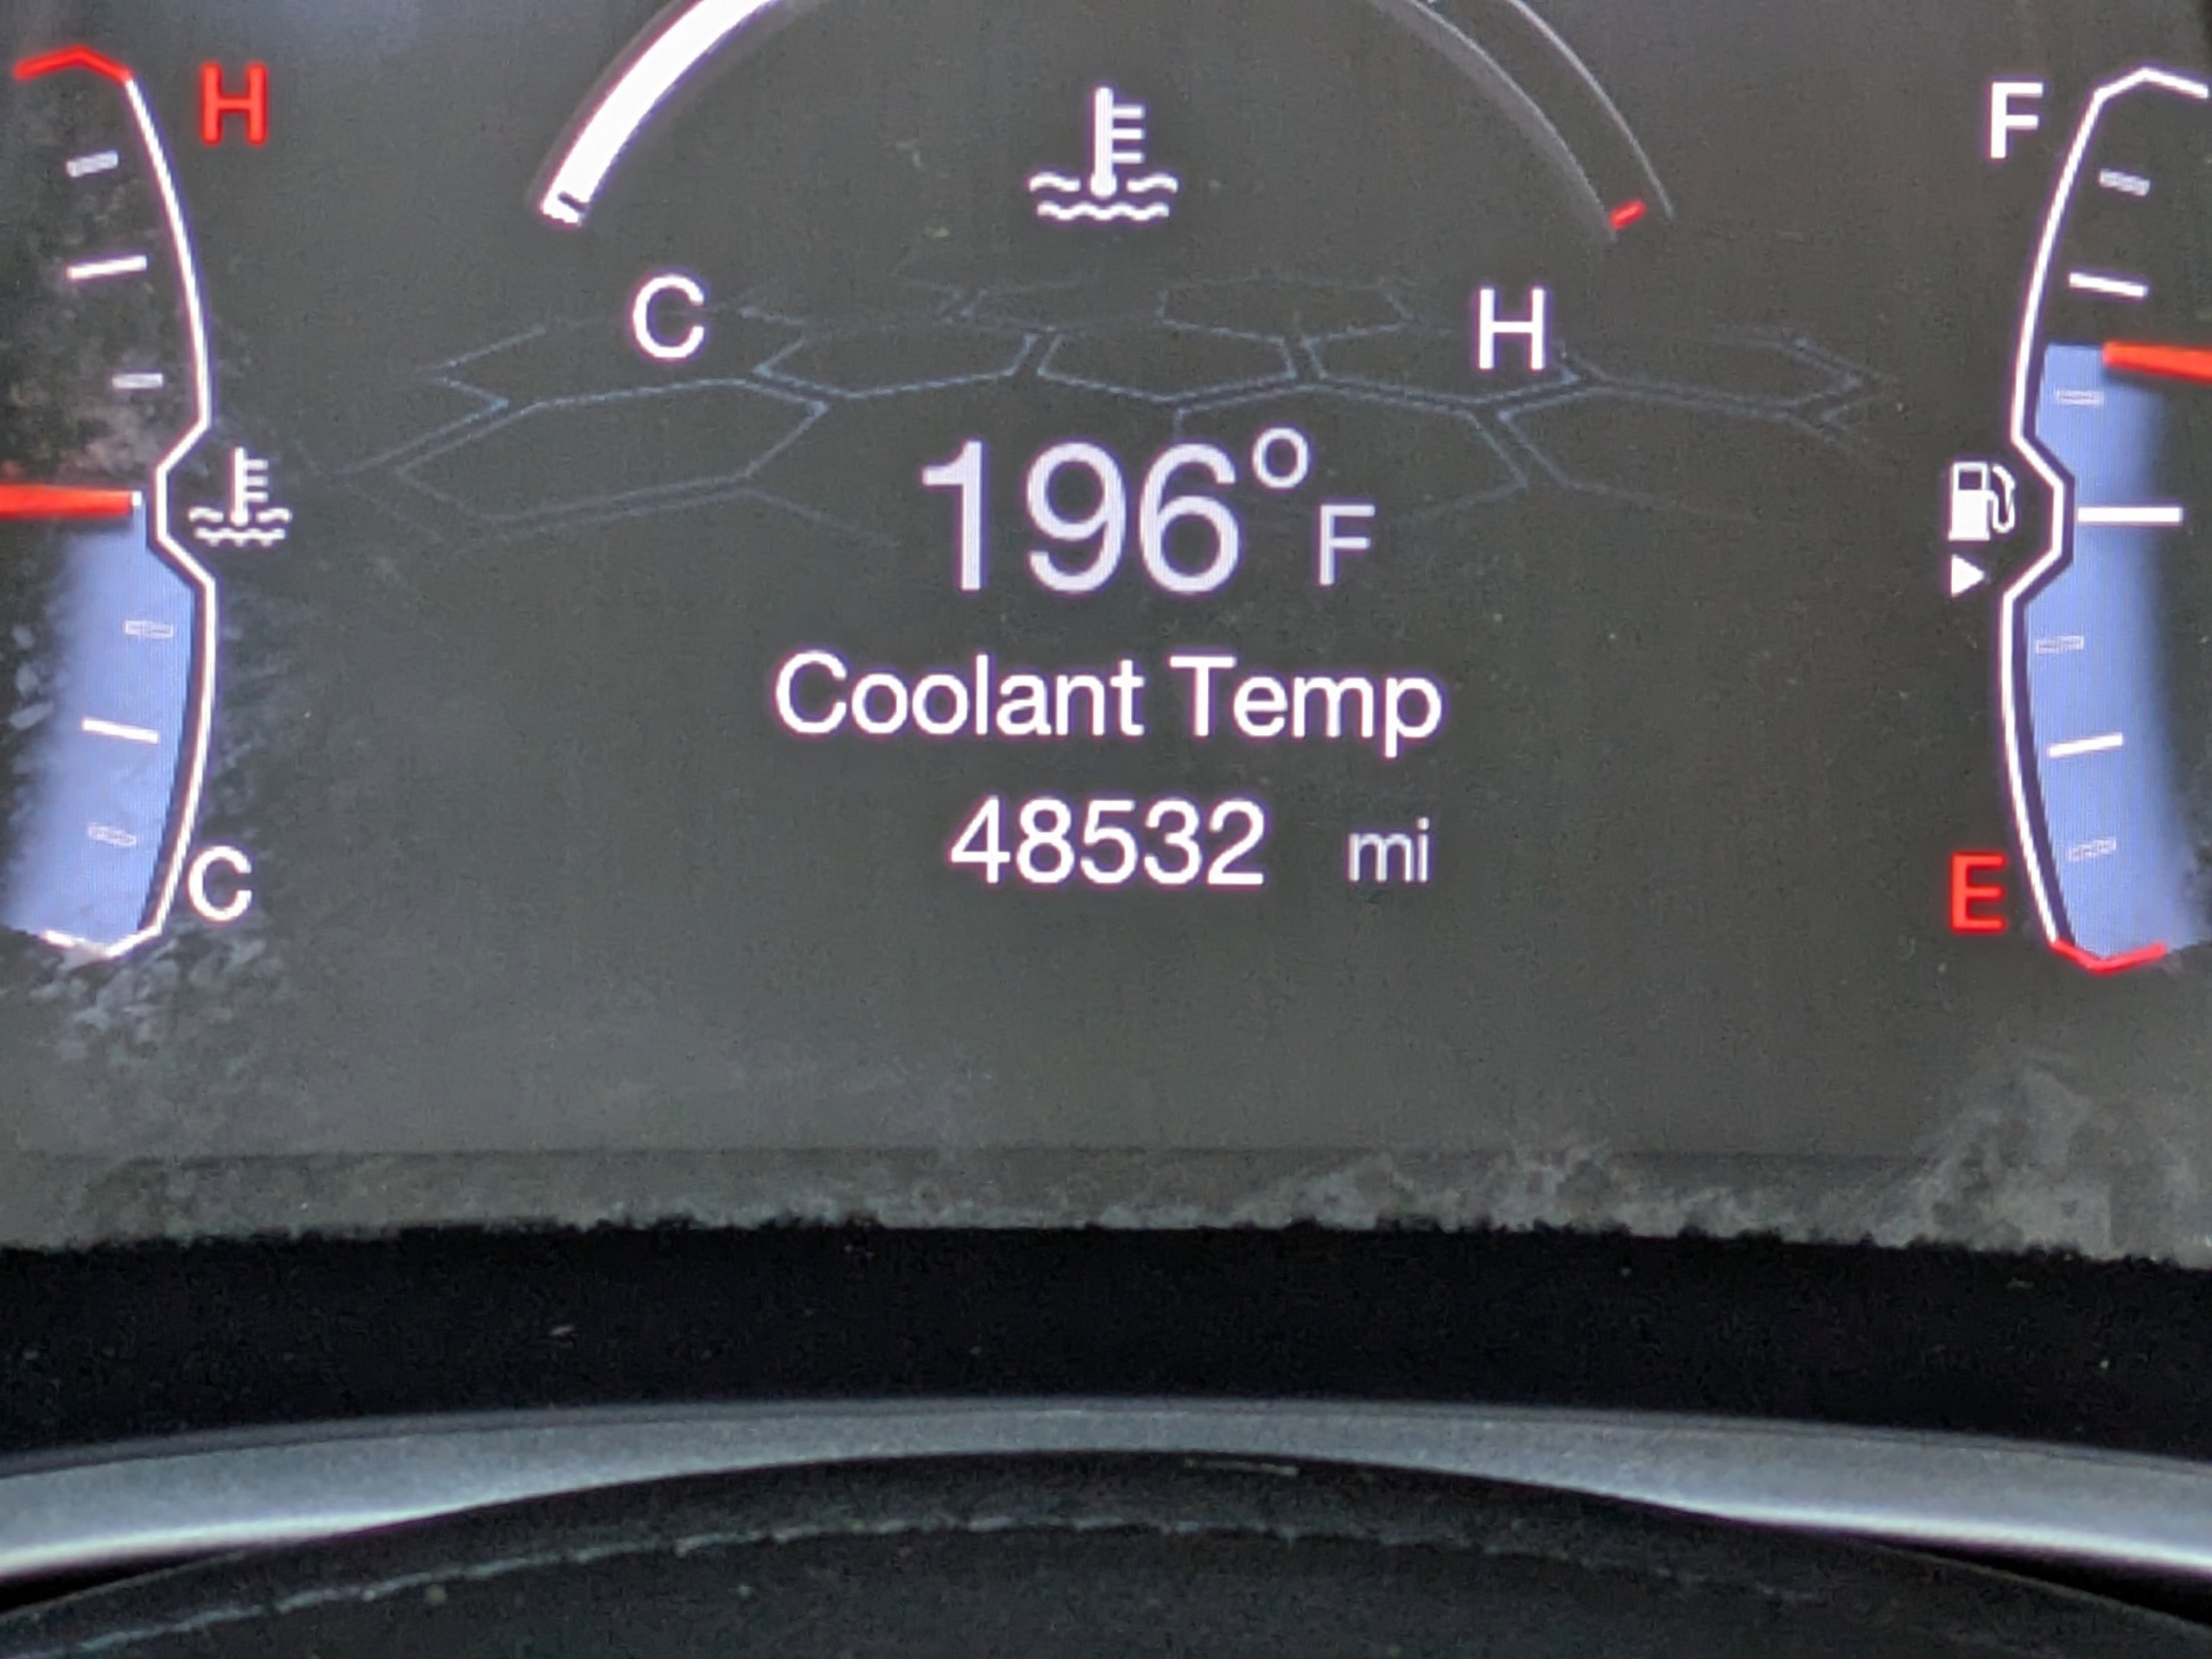 H
F
C H
196°F
Coolant Temp
48532 mi
C
E